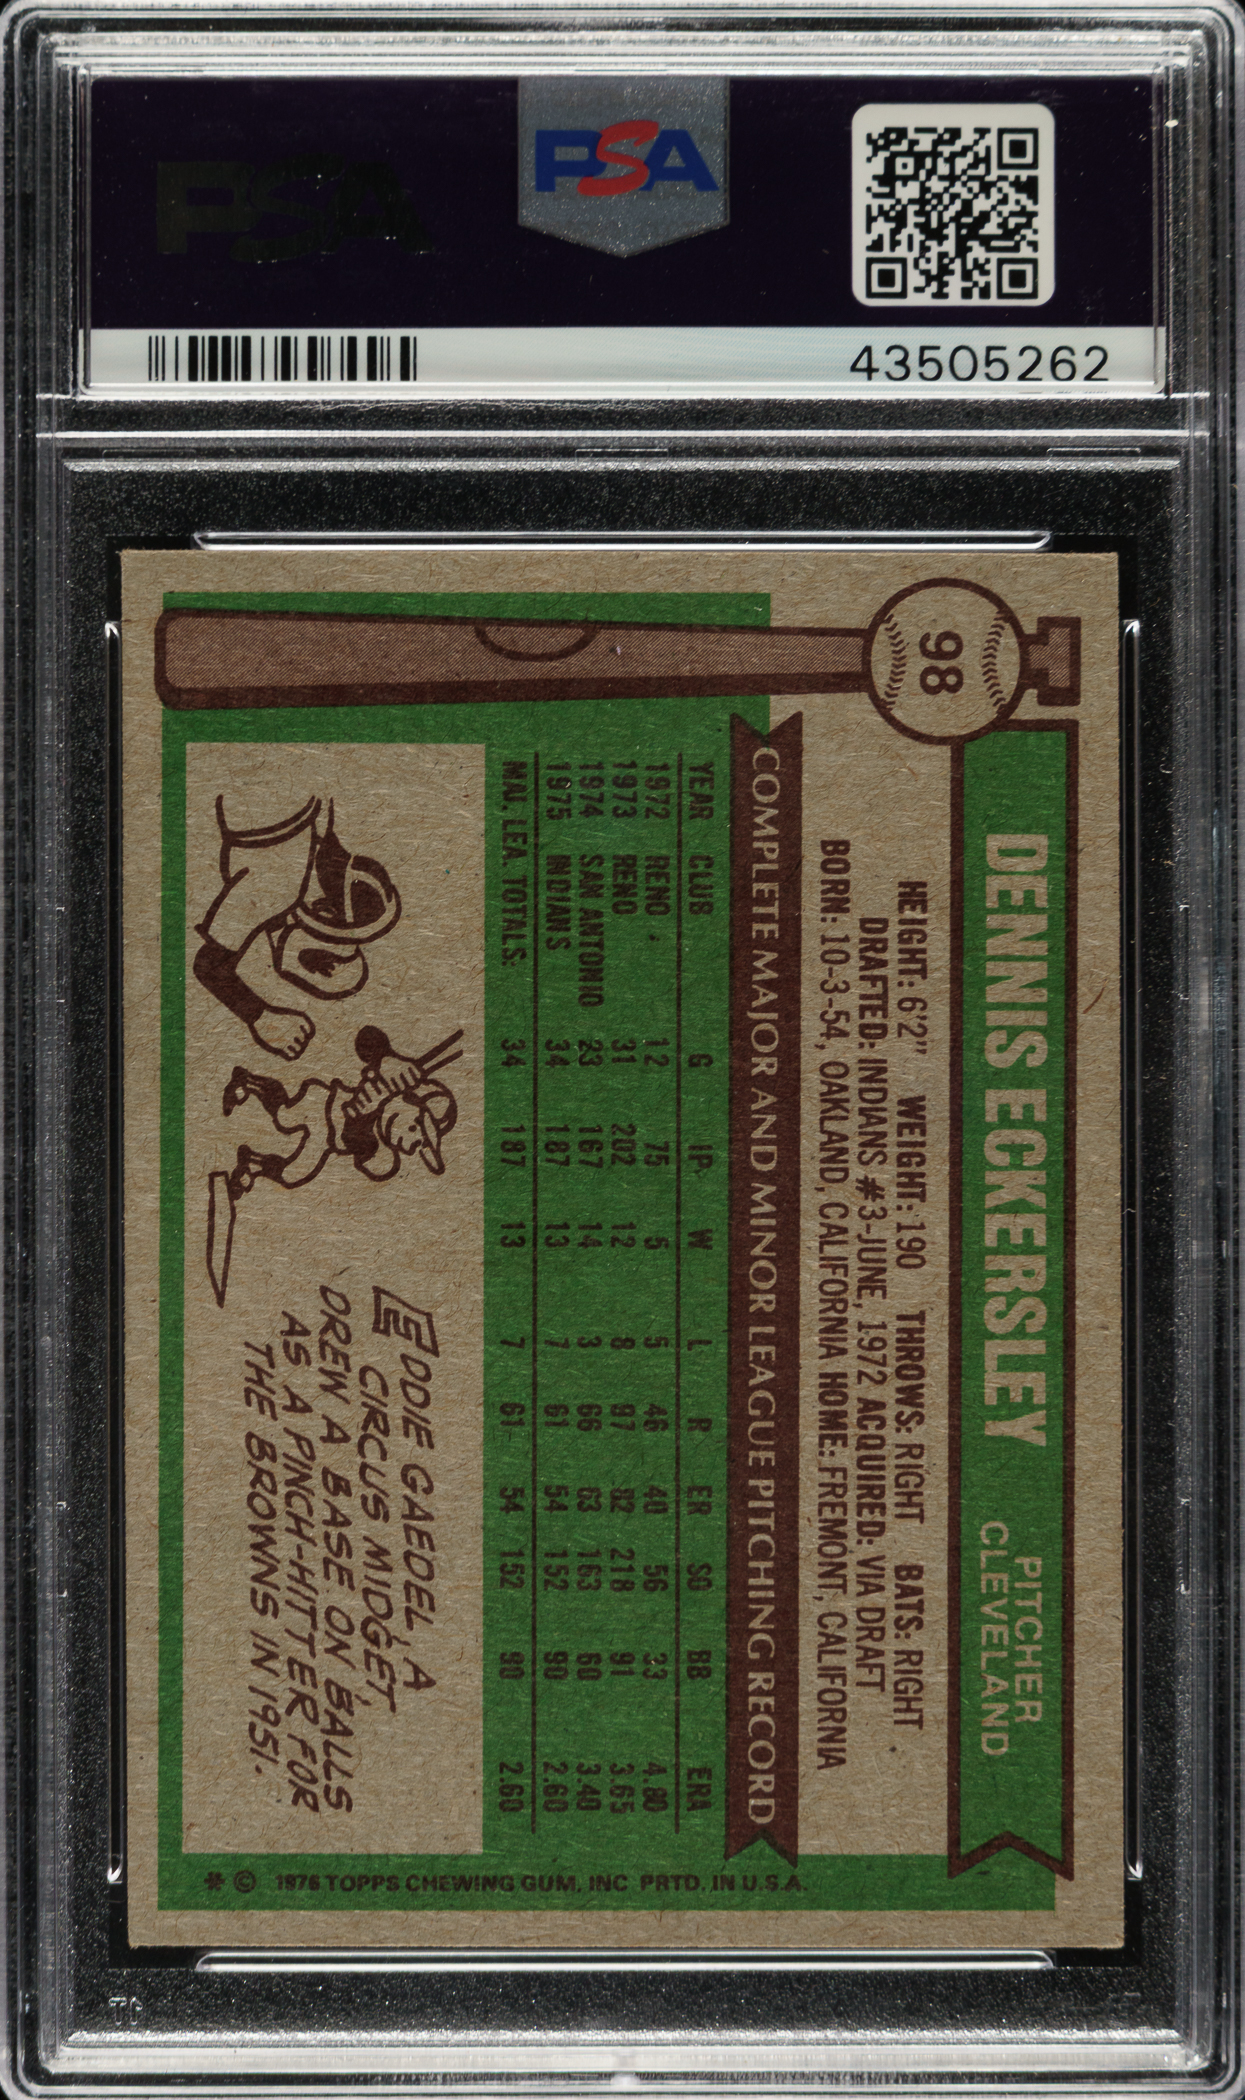 PSA
PSA
43505262
98
DENNIS ECKERSLEY
PITCHER
CLEVELAND
HEIGHT: 6'2" WEIGHT: 190 THROWS: RIGHT BATS: RIGHT
DRAFTED: INDIANS #3-JUNE, 1972 ACQUIRED: VIA DRAFT
BORN: 10-3-54, OAKLAND, CALIFORNIA HOME: FREMONT, CALIFORNIA
COMPLETE MAJOR AND MINOR LEAGUE PITCHING RECORD
YEAR CLUB G IP W L R ER SO BB ERA
1972 RENO 12 75 5 5 46 40 56 33 4.80
1973 RENO 31 202 12 8 97 82 218 91 3.65
1974 SAN ANTONIO 23 167 14 3 66 63 163 60 3.40
1975 INDIANS 34 187 13 7 61 54 152 90 2.60
MAJ. LEA. TOTALS: 34 187 13 7 61 54 152 90 2.60
EDDIE GAEDEL, A
CIRCUS MIDGET,
DREW A BASE ON BALLS
AS A PINCH-HITTER FOR
THE BROWNS IN 1951.
* © 1976 TOPPS CHEWING GUM, INC. PRTD. IN U.S.A.